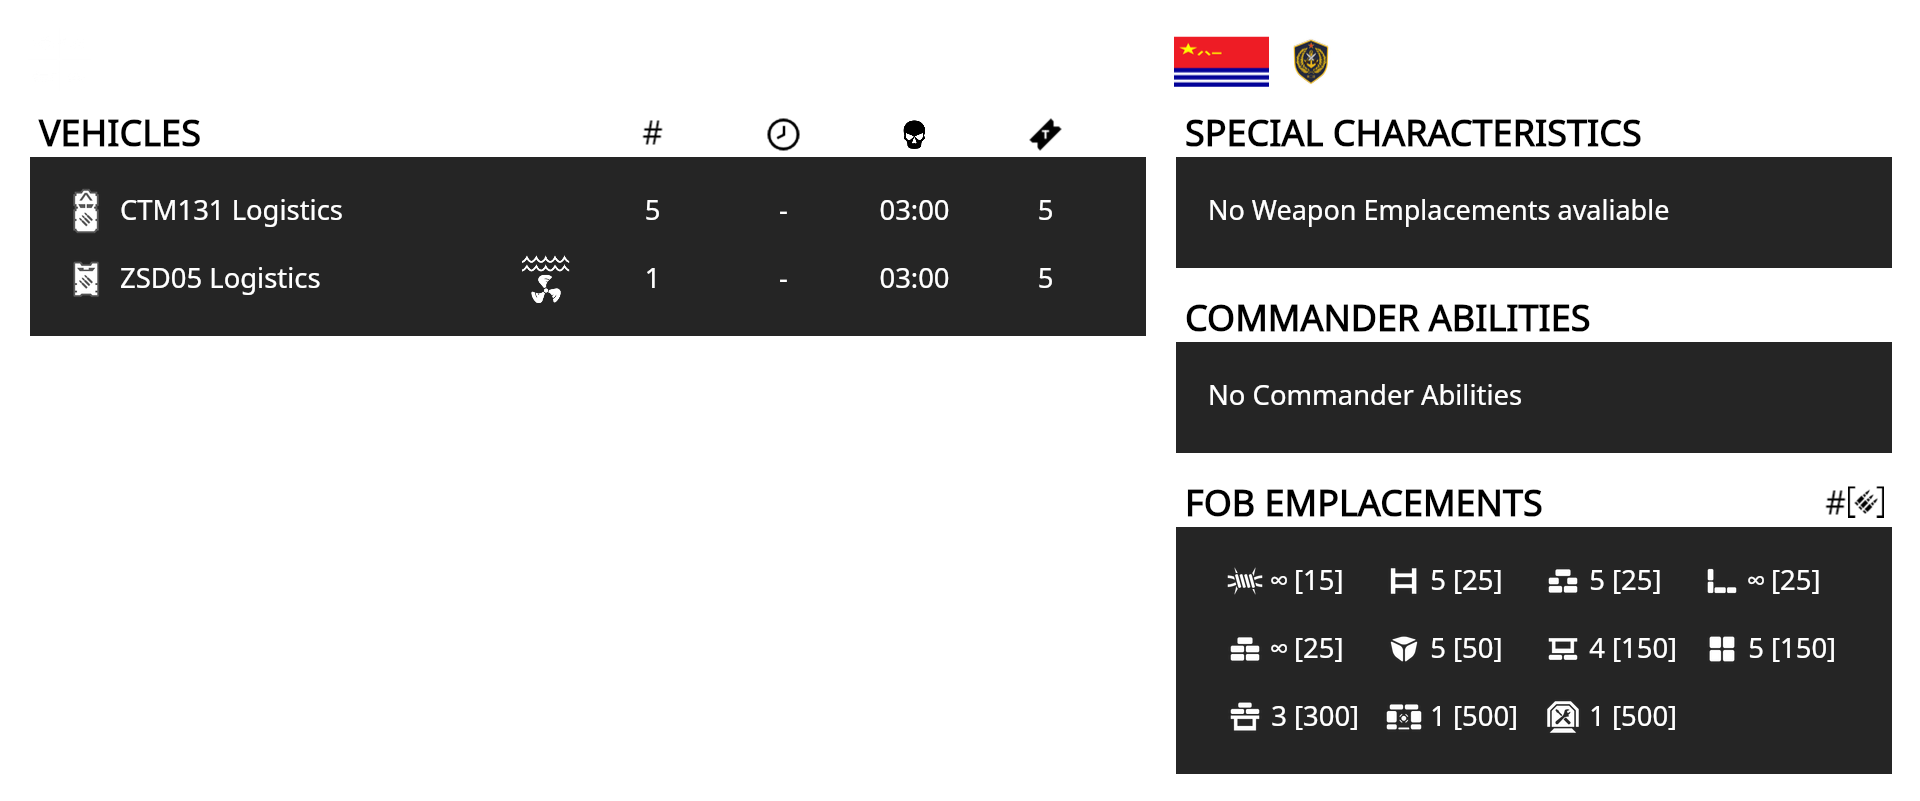 VEHICLES #
CTM131 Logistics 5 - 03:00 5
ZSD05 Logistics 1 - 03:00 5
SPECIAL CHARACTERISTICS
No Weapon Emplacements avaliable
COMMANDER ABILITIES
No Commander Abilities
FOB EMPLACEMENTS #[ ]
∞ [15] 5 [25] 5 [25] ∞ [25]
∞ [25] 5 [50] 4 [150] 5 [150]
3 [300] 1 [500] 1 [500]